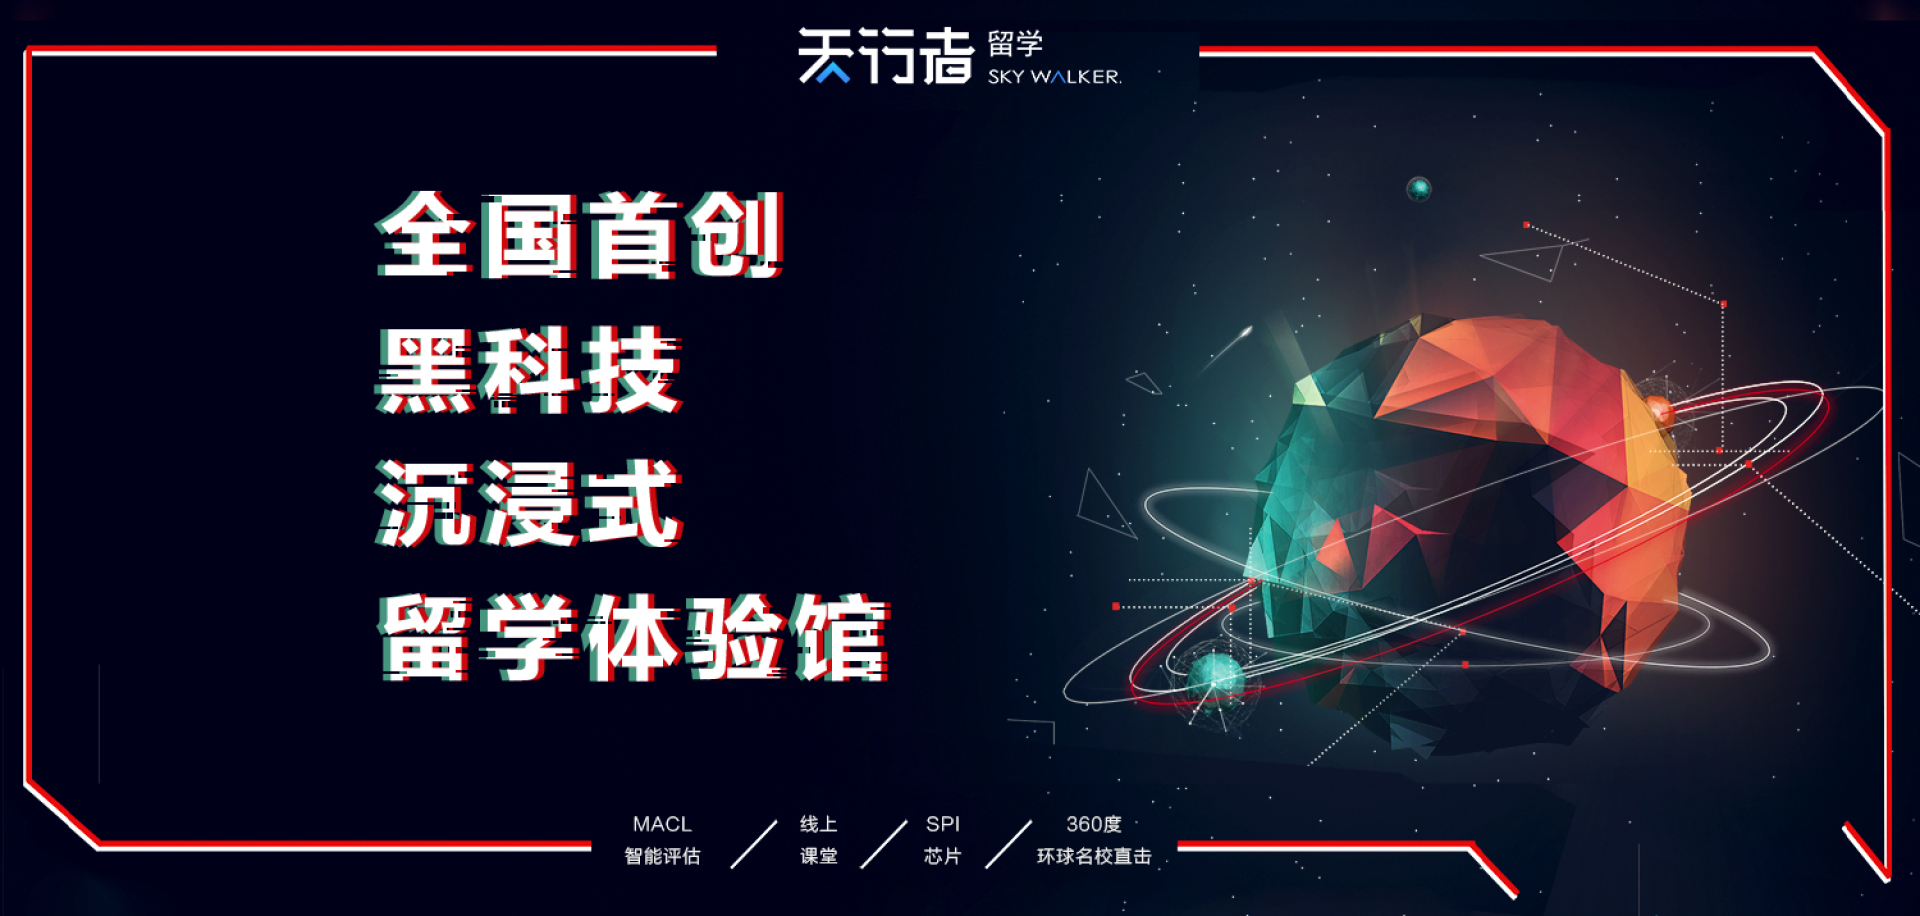 天行者 留学
SKY WALKER.
全国首创
黑科技
沉浸式
留学体验馆
MACL
智能评估
线上
课堂
SPI
芯片
360度
环球名校直击